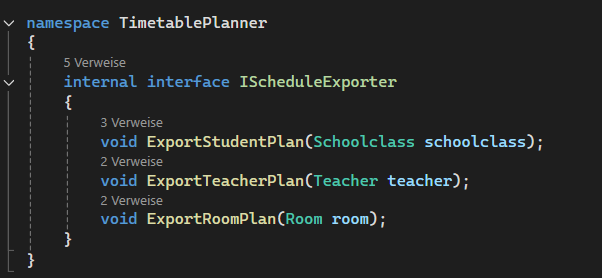 namespace TimetablePlanner
{
5 Verweise
internal interface IScheduleExporter
{
3 Verweise
void ExportStudentPlan(Schoolclass schoolclass);
2 Verweise
void ExportTeacherPlan(Teacher teacher);
2 Verweise
void ExportRoomPlan(Room room);
}
}